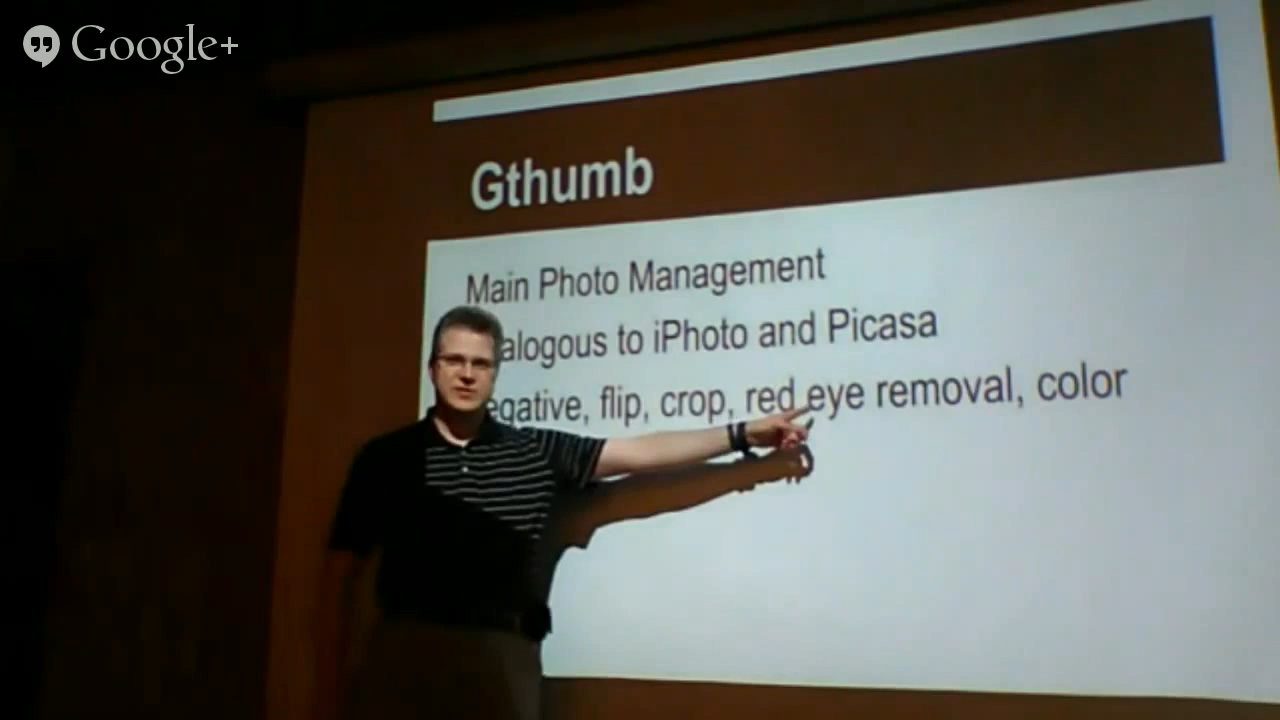 Google+
Gthumb
Main Photo Management
alogous to iPhoto and Picasa
egative, flip, crop, red eye removal, color